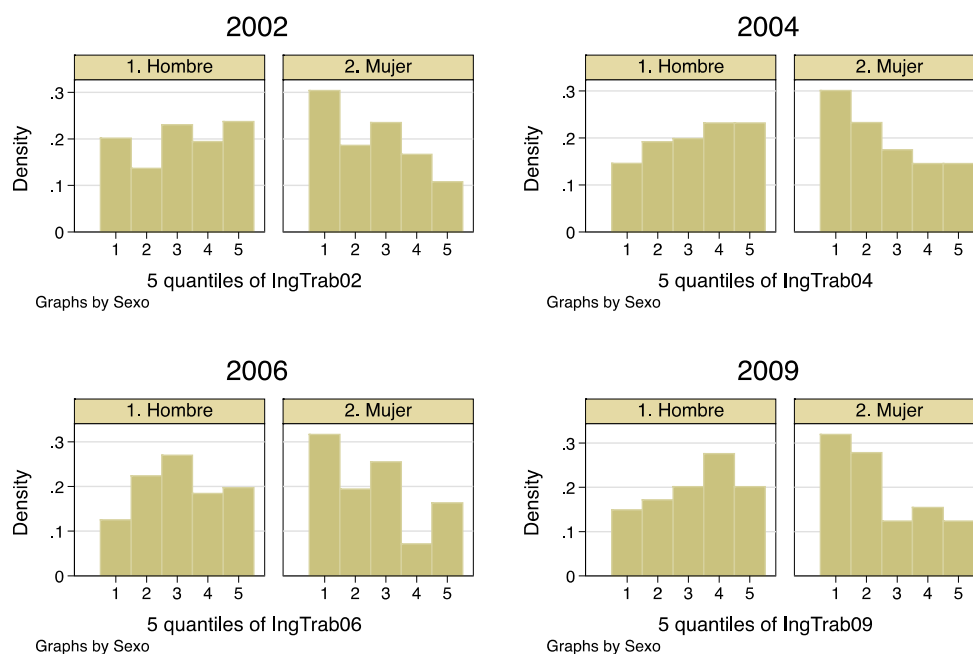 2002
1. Hombre
2. Mujer
Density
.3
.2
.1
0
1 2 3 4 5
1 2 3 4 5
5 quantiles of IngTrab02
Graphs by Sexo
2004
1. Hombre
2. Mujer
Density
.3
.2
.1
0
1 2 3 4 5
1 2 3 4 5
5 quantiles of IngTrab04
Graphs by Sexo
2006
1. Hombre
2. Mujer
Density
.3
.2
.1
0
1 2 3 4 5
1 2 3 4 5
5 quantiles of IngTrab06
Graphs by Sexo
2009
1. Hombre
2. Mujer
Density
.3
.2
.1
0
1 2 3 4 5
1 2 3 4 5
5 quantiles of IngTrab09
Graphs by Sexo